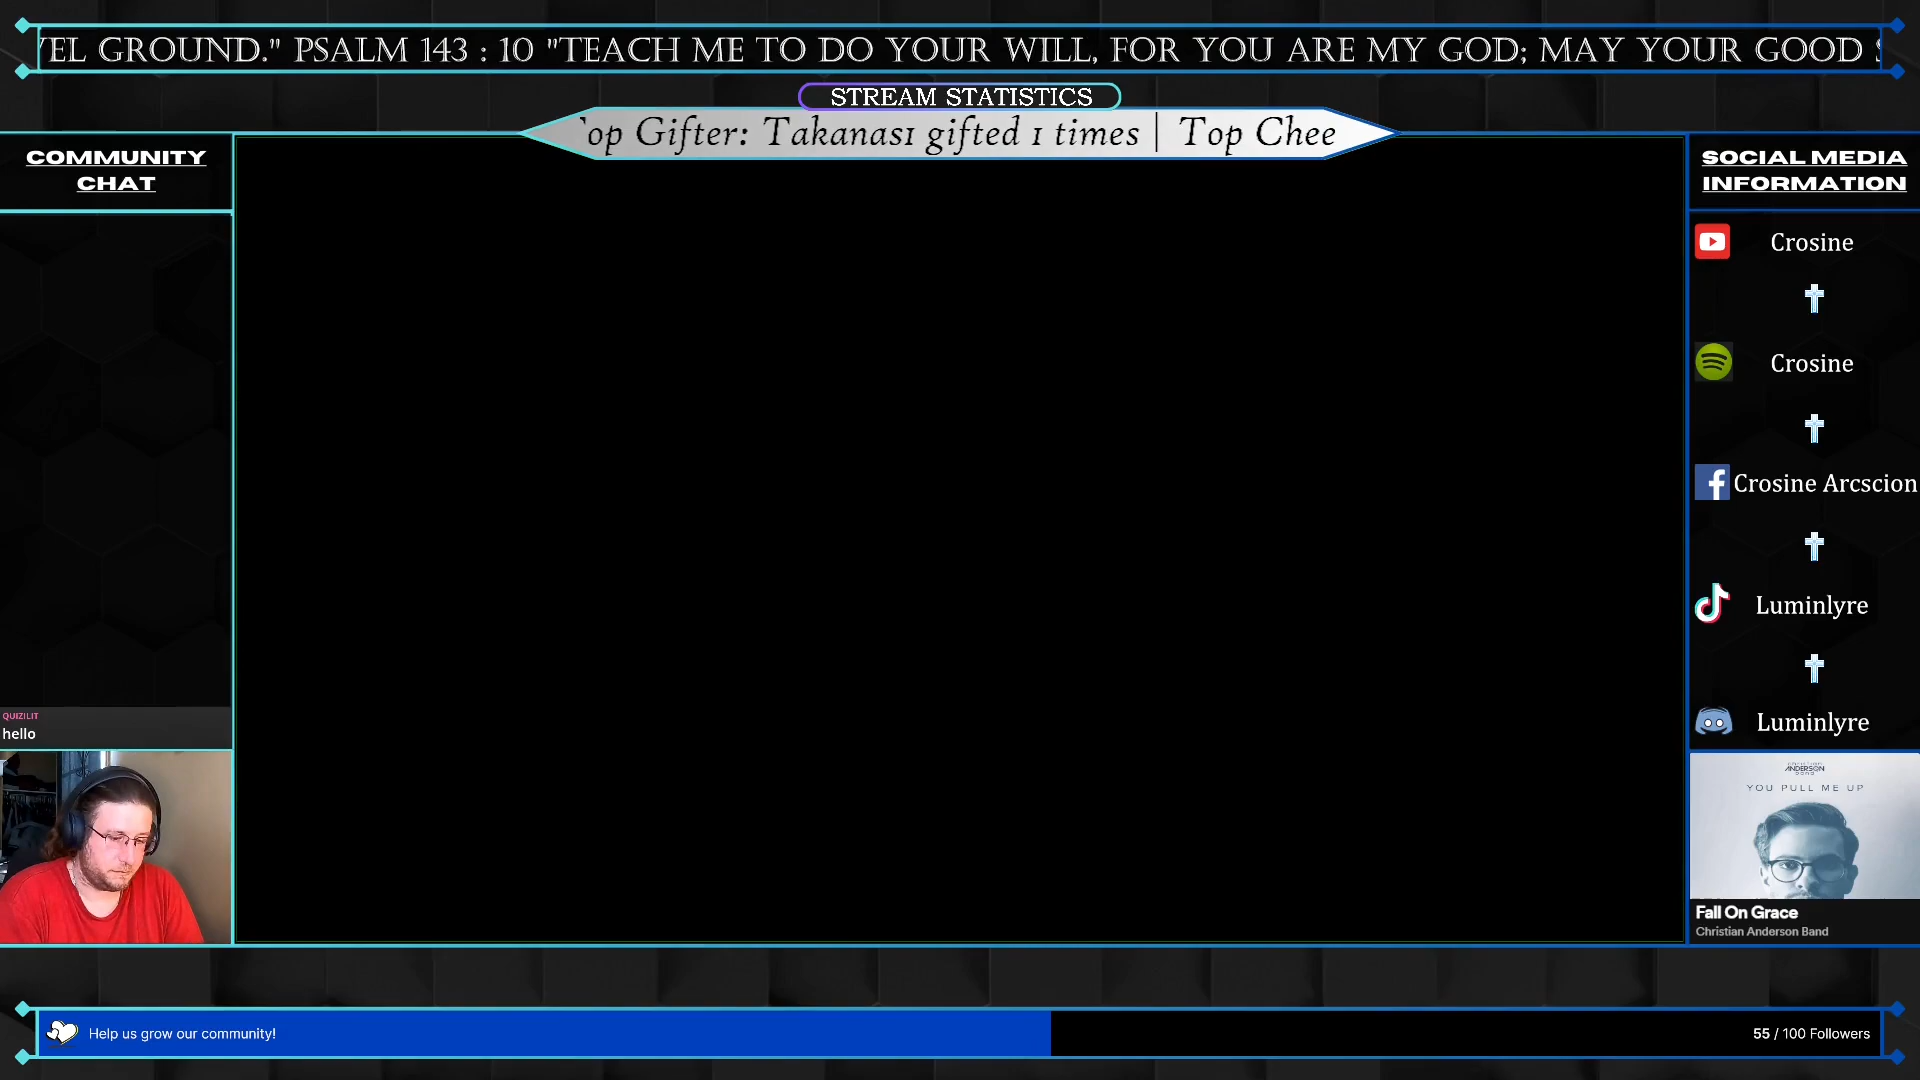 GROUND." PSALM 143 : 10 "TEACH ME TO DO YOUR WILL, FOR YOU ARE MY GOD; MAY YOUR GOOD
STREAM STATISTICS
op Gifter: Takanas1 gifted 1 times | Top Chee
COMMUNITY
CHAT
QUIZILIT
hello
SOCIAL MEDIA
INFORMATION
Crosine
Crosine
Crosine Arcscion
Luminlyre
Luminlyre
ANDERSON
YOU PULL ME UP
Fall On Grace
Christian Anderson Band
Help us grow our community!
55 / 100 Followers